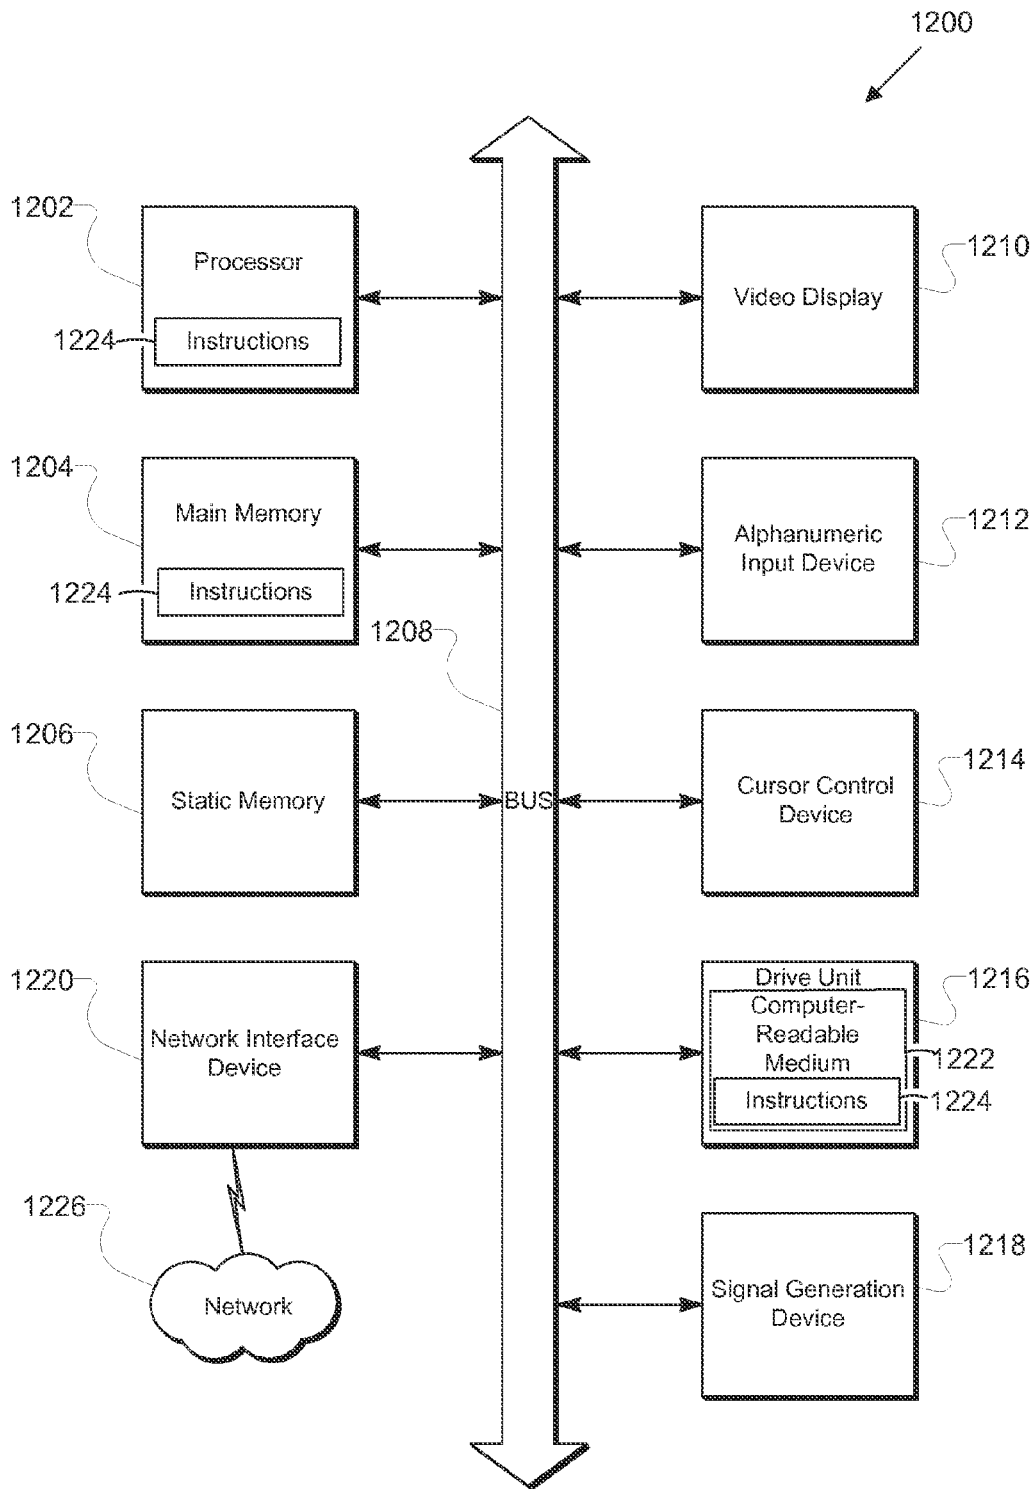 1200
1202
Processor
1224
Instructions
1210
Video DIsplay
1204
Main Memory
1224
Instructions
1212
Alphanumeric
Input Device
1208
1206
Static Memory
BUS
1214
Cursor Control
Device
1220
Network Interface
Device
1216
Drive Unit
Computer-
Readable
Medium
1222
Instructions
1224
1226
Network
1218
Signal Generation
Device